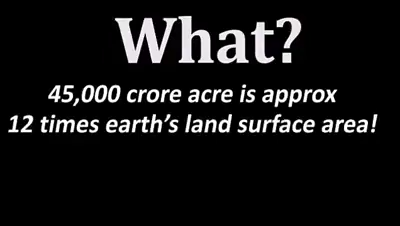 What?
45,000 crore acre is approx
12 times earth's land surface area!